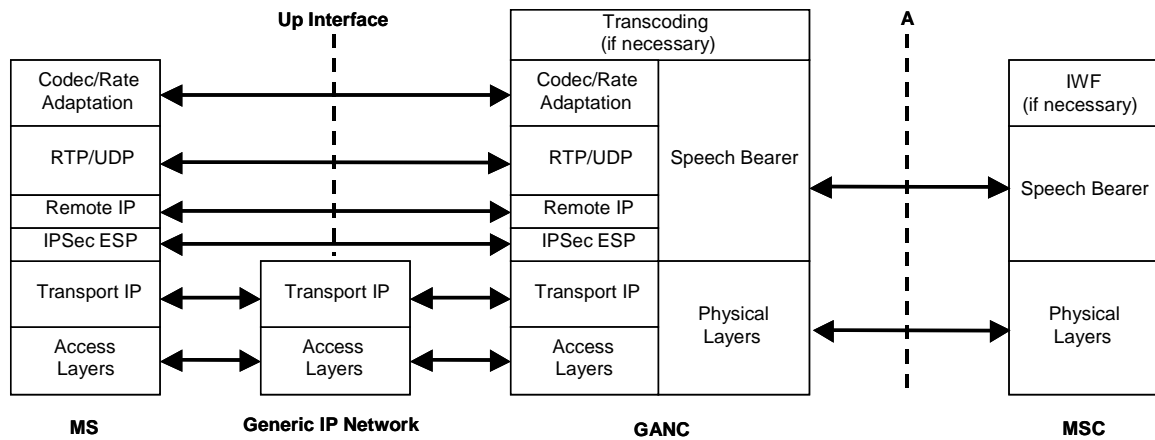 Up Interface
A
Transcoding
(if necessary)
Codec/Rate
Adaptation
Codec/Rate
Adaptation
IWF
(if necessary)
RTP/UDP
RTP/UDP
Speech Bearer
Speech Bearer
Remote IP
Remote IP
IPSec ESP
IPSec ESP
Transport IP
Transport IP
Transport IP
Physical
Layers
Physical
Layers
Access
Layers
Access
Layers
Access
Layers
MS
Generic IP Network
GANC
MSC